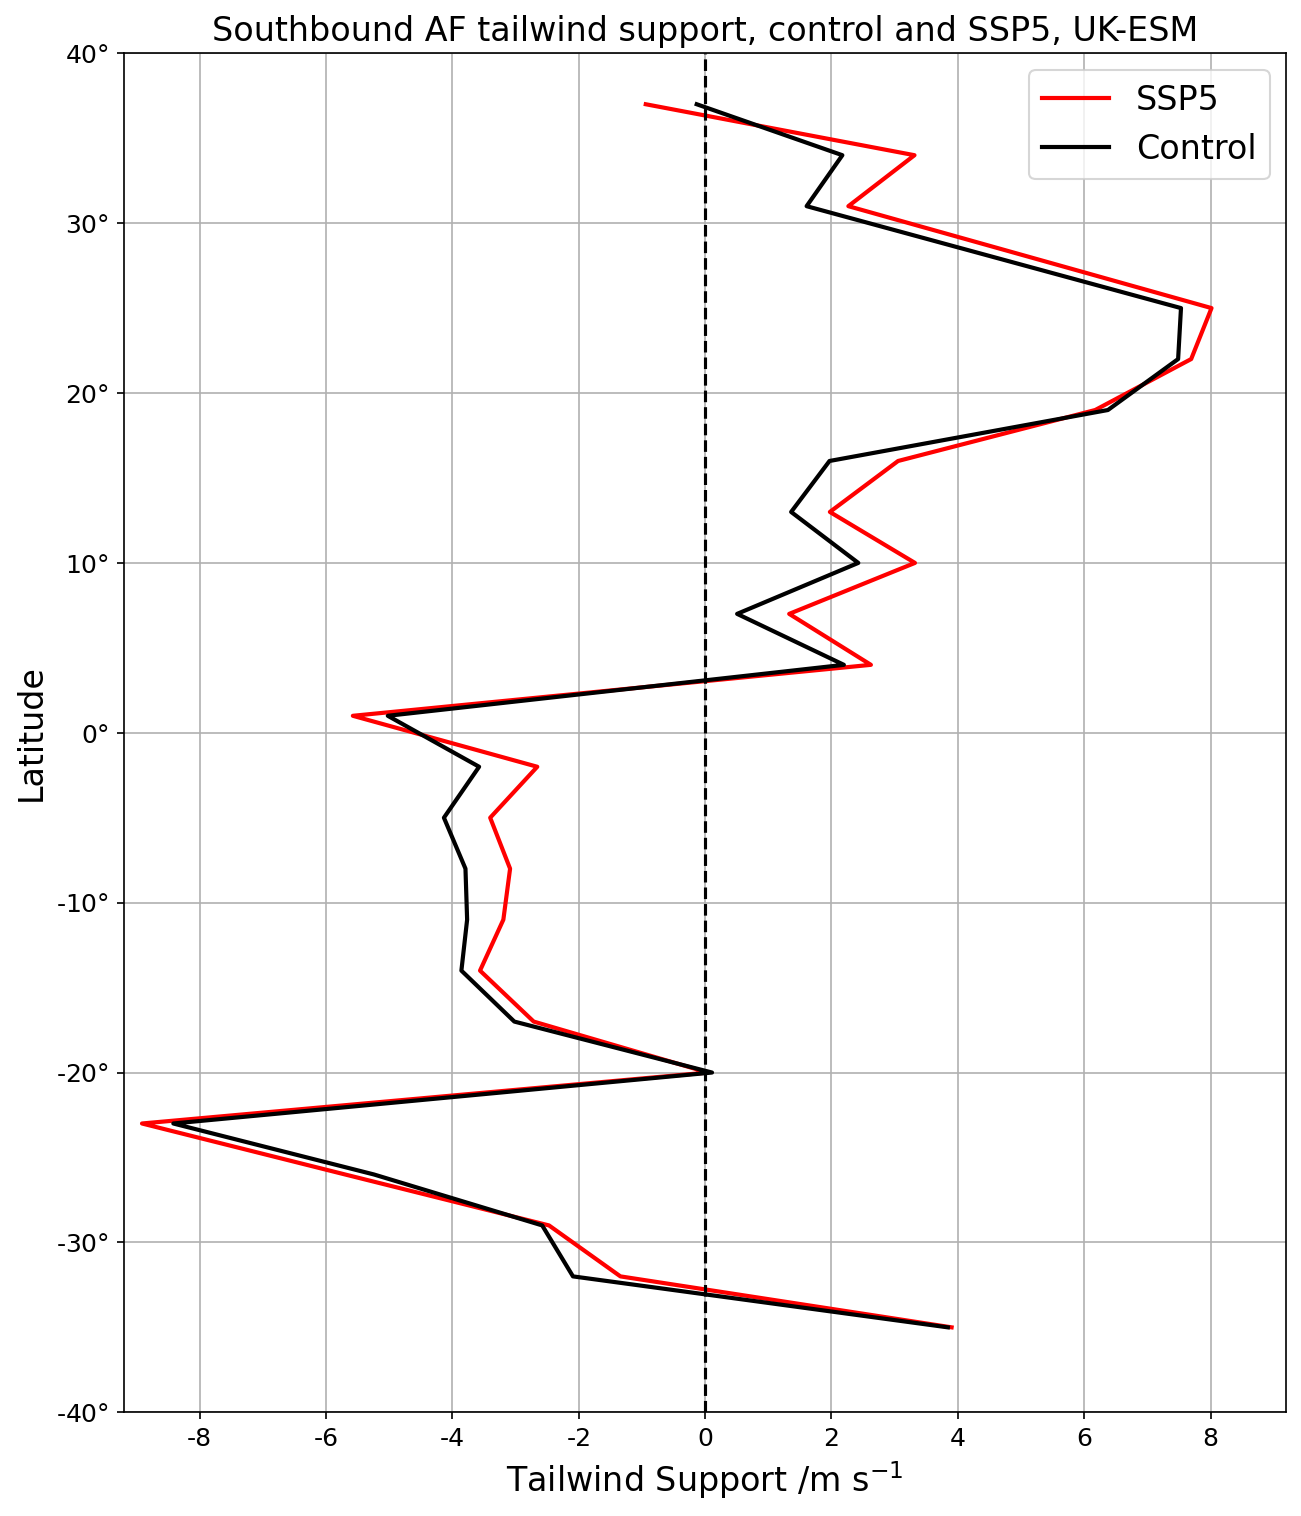 Southbound AF tailwind support, control and SSP5, UK-ESM
SSP5
Control
40°
30°
20°
10°
0°
-10°
-20°
-30°
-40°
Latitude
-8 -6 -4 -2 0 2 4 6 8
Tailwind Support /m s⁻¹